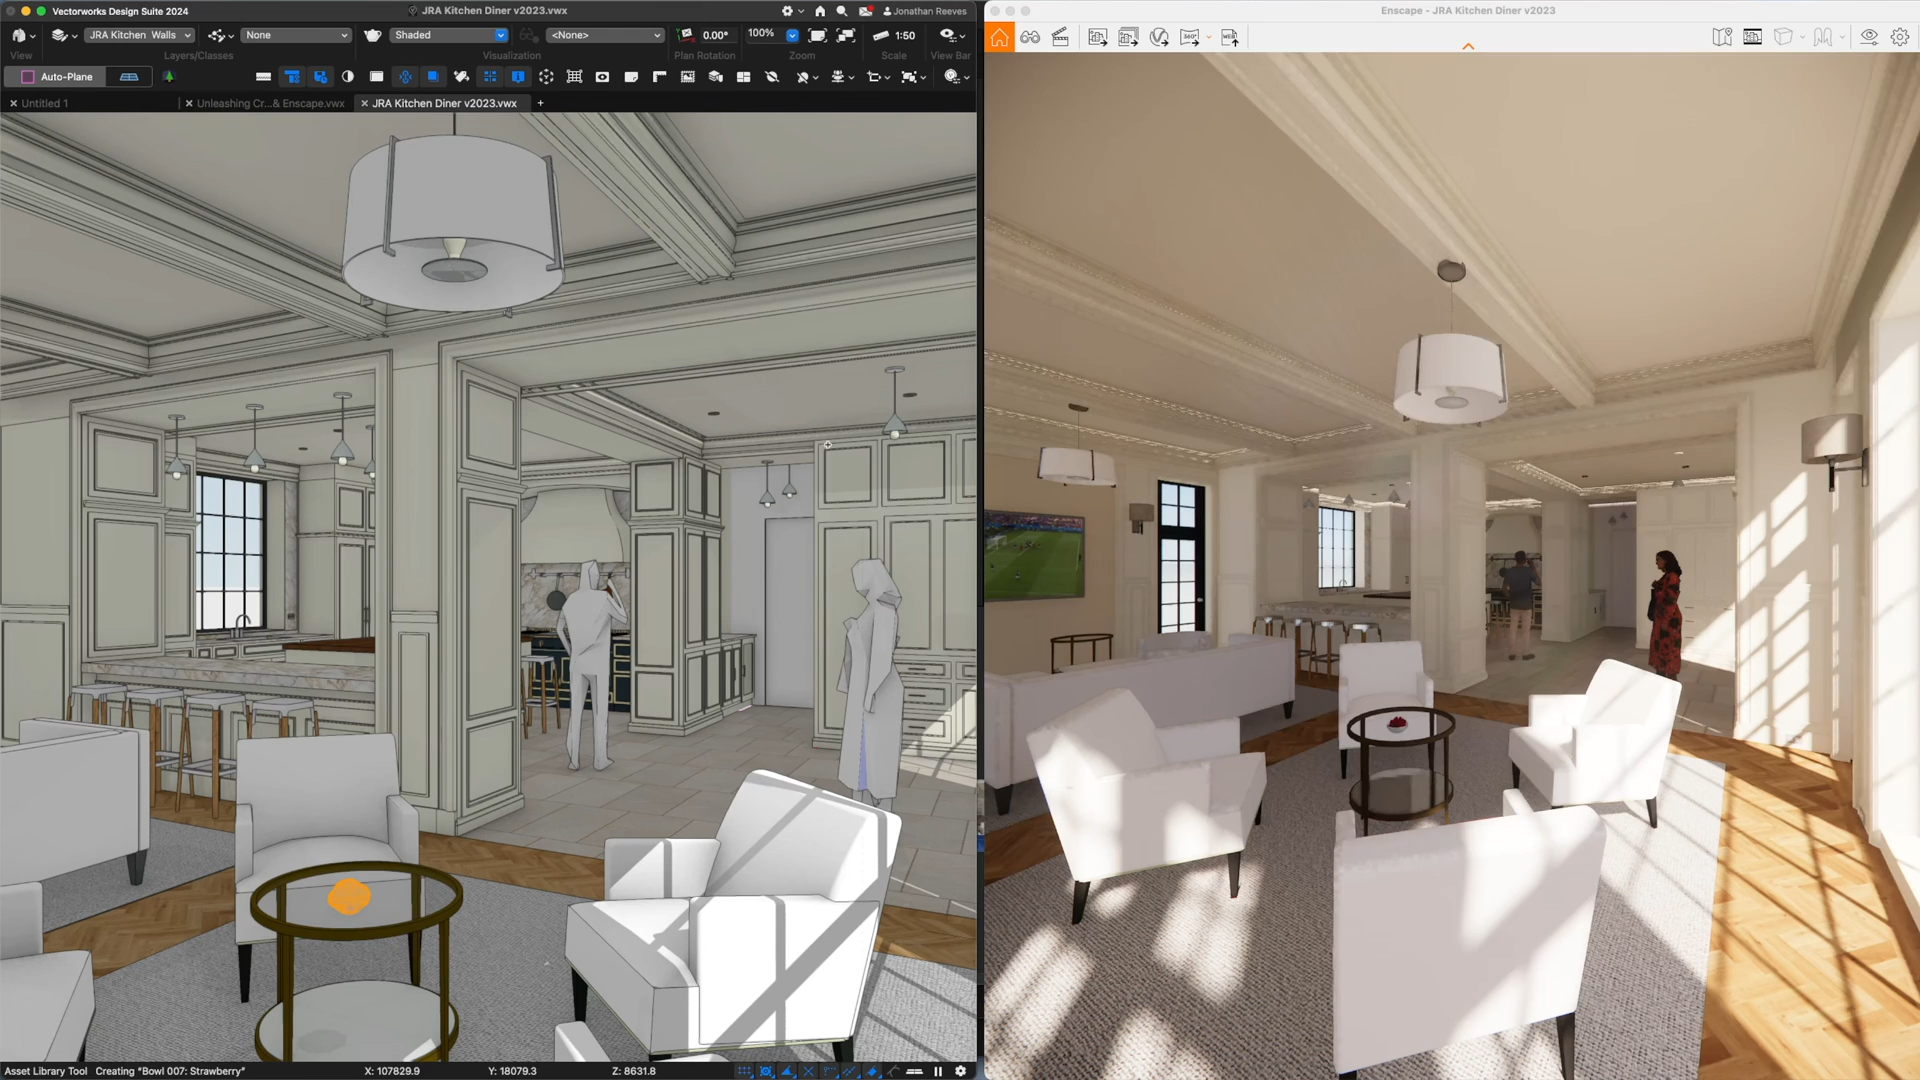 Vectorworks Design Suite 2024
JRA Kitchen Diner v2023.vwx
Jonathan Reeves
JRA Kitchen Walls
None
Shaded
<None>
0.00°
100%
1:50
View
Layers/Classes
Visualization
Plan Rotation
Zoom
Scale
View Bar
Auto-Plane
Untitled 1
Unleashing Cr...& Enscape.vwx
JRA Kitchen Diner v2023.vwx
Asset Library Tool
Creating "Bowl 007: Strawberry"
X: 107829.9
Y: 18079.3
Z: 8631.8
Enscape - JRA Kitchen Diner v2023
360°
WEB